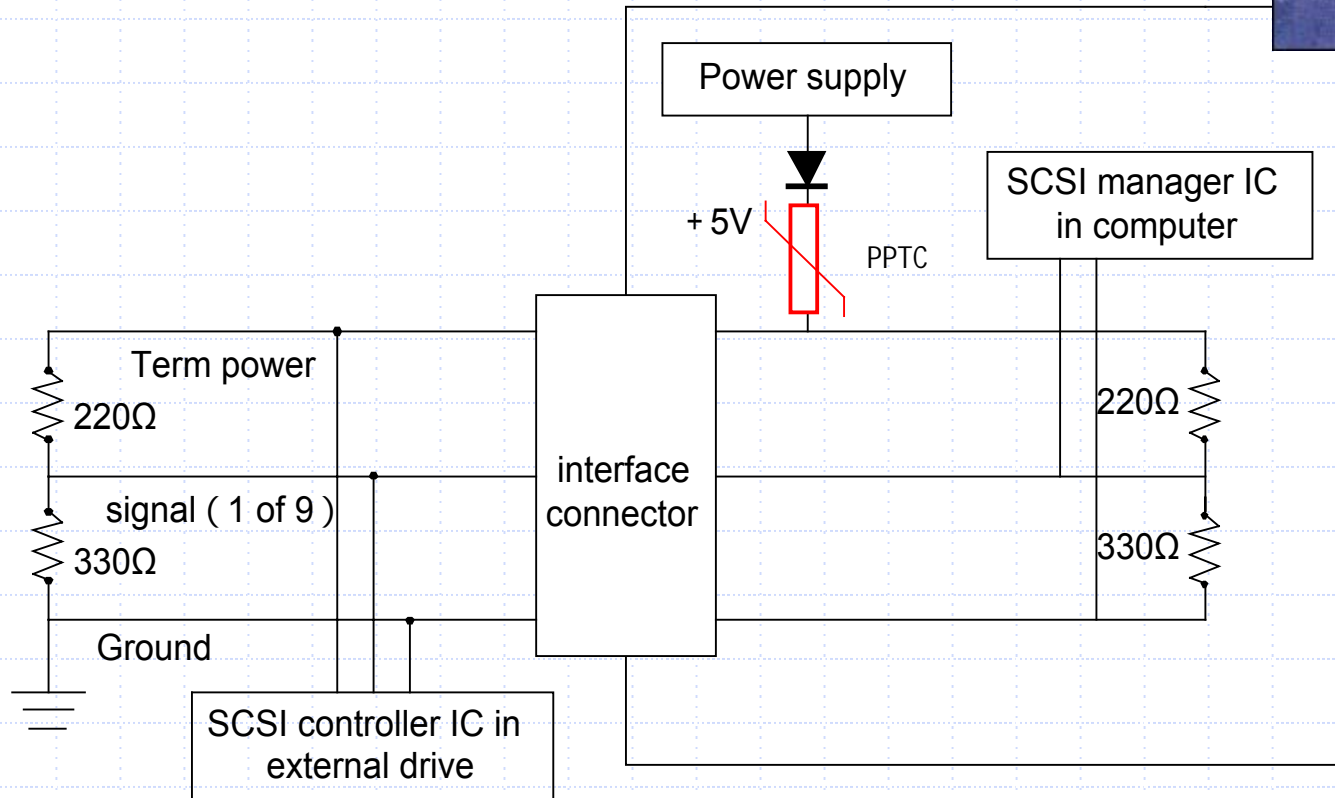 Power supply
SCSI manager IC
in computer
+ 5V
PPTC
Term power
220Ω
220Ω
interface
connector
signal ( 1 of 9 )
330Ω
330Ω
Ground
SCSI controller IC in
external drive